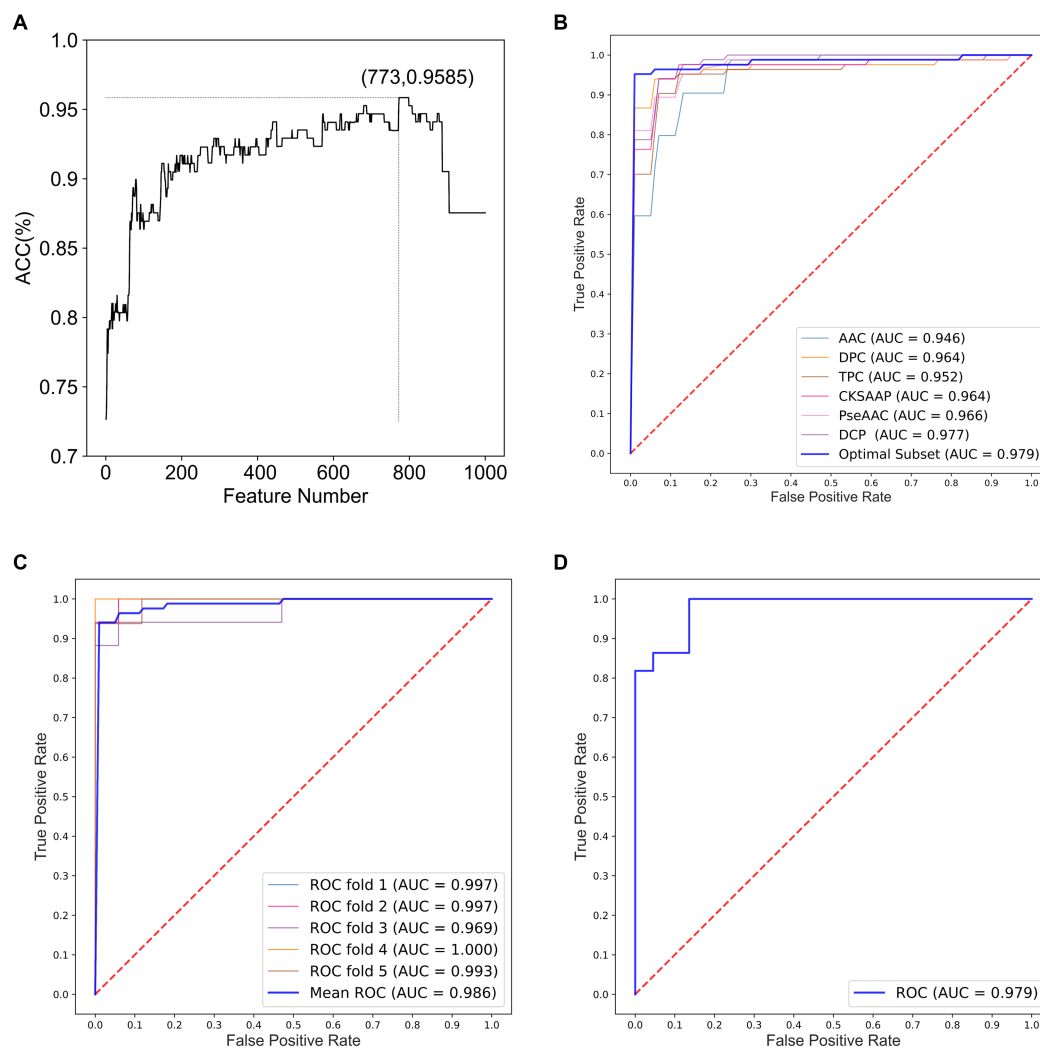 A
1.0
0.95
0.9
0.85
0.8
0.75
0.7
ACC(%)
(773,0.9585)
0 200 400 600 800 1000
Feature Number
B
1.0
0.9
0.8
0.7
0.6
0.5
0.4
0.3
0.2
0.1
0.0
True Positive Rate
AAC (AUC = 0.946)
DPC (AUC = 0.964)
TPC (AUC = 0.952)
CKSAAP (AUC = 0.964)
PseAAC (AUC = 0.966)
DCP (AUC = 0.977)
Optimal Subset (AUC = 0.979)
0.0 0.1 0.2 0.3 0.4 0.5 0.6 0.7 0.8 0.9 1.0
False Positive Rate
C
1.0
0.9
0.8
0.7
0.6
0.5
0.4
0.3
0.2
0.1
0.0
True Positive Rate
ROC fold 1 (AUC = 0.997)
ROC fold 2 (AUC = 0.997)
ROC fold 3 (AUC = 0.969)
ROC fold 4 (AUC = 1.000)
ROC fold 5 (AUC = 0.993)
Mean ROC (AUC = 0.986)
0.0 0.1 0.2 0.3 0.4 0.5 0.6 0.7 0.8 0.9 1.0
False Positive Rate
D
1.0
0.9
0.8
0.7
0.6
0.5
0.4
0.3
0.2
0.1
0.0
True Positive Rate
ROC (AUC = 0.979)
0.0 0.1 0.2 0.3 0.4 0.5 0.6 0.7 0.8 0.9 1.0
False Positive Rate